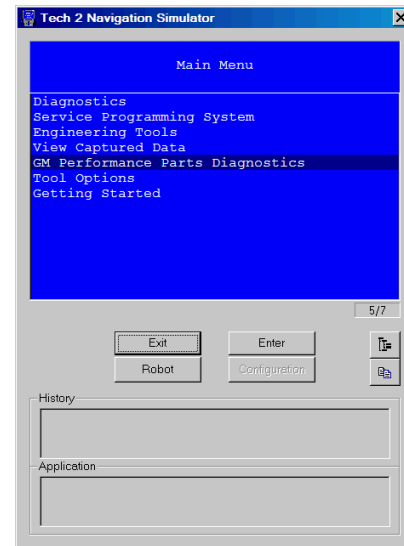 Tech 2 Navigation Simulator
Main Menu
Diagnostics
Service Programming System
Engineering Tools
View Captured Data
GM Performance Parts Diagnostics
Tool Options
Getting Started
5/7
Exit
Enter
Robot
Configuration
History
Application